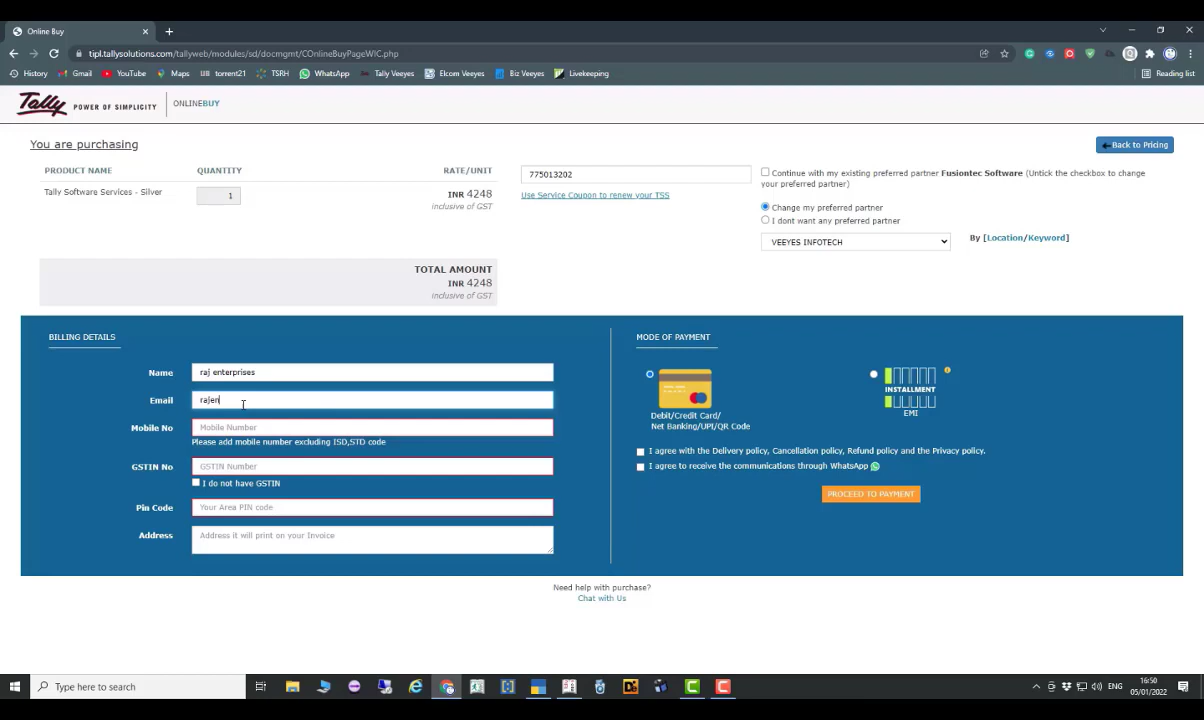 Online Buy
tipl.tallysolutions.com/tallyweb/modules/sd/docmgmt/COnlineBuyPageWIC.php
History Gmail YouTube Maps torrent21 TSRH WhatsApp Tally Veeyes Elcom Veeyes Biz Veeyes Livekeeping Reading list
Tally POWER OF SIMPLICITY ONLINEBUY
You are purchasing
Back to Pricing
PRODUCT NAME QUANTITY RATE/UNIT
Tally Software Services - Silver 1 INR 4248
inclusive of GST
775013202
Use Service Coupon to renew your TSS
Continue with my existing preferred partner Fusiontec Software (Untick the checkbox to change
your preferred partner)
Change my preferred partner
I dont want any preferred partner
VEEYES INFOTECH By [Location/Keyword]
TOTAL AMOUNT
INR 4248
inclusive of GST
BILLING DETAILS
Name raj enterprises
Email rajen
Mobile No Mobile Number
Please add mobile number excluding ISD,STD code
GSTIN No GSTIN Number
I do not have GSTIN
Pin Code Your Area PIN code
Address Address it will print on your Invoice
MODE OF PAYMENT
Debit/Credit Card/
Net Banking/UPI/QR Code
INSTALLMENT
EMI
I agree with the Delivery policy, Cancellation policy, Refund policy and the Privacy policy.
I agree to receive the communications through WhatsApp
PROCEED TO PAYMENT
Need help with purchase?
Chat with Us
Type here to search
ENG
16:50
05/01/2022